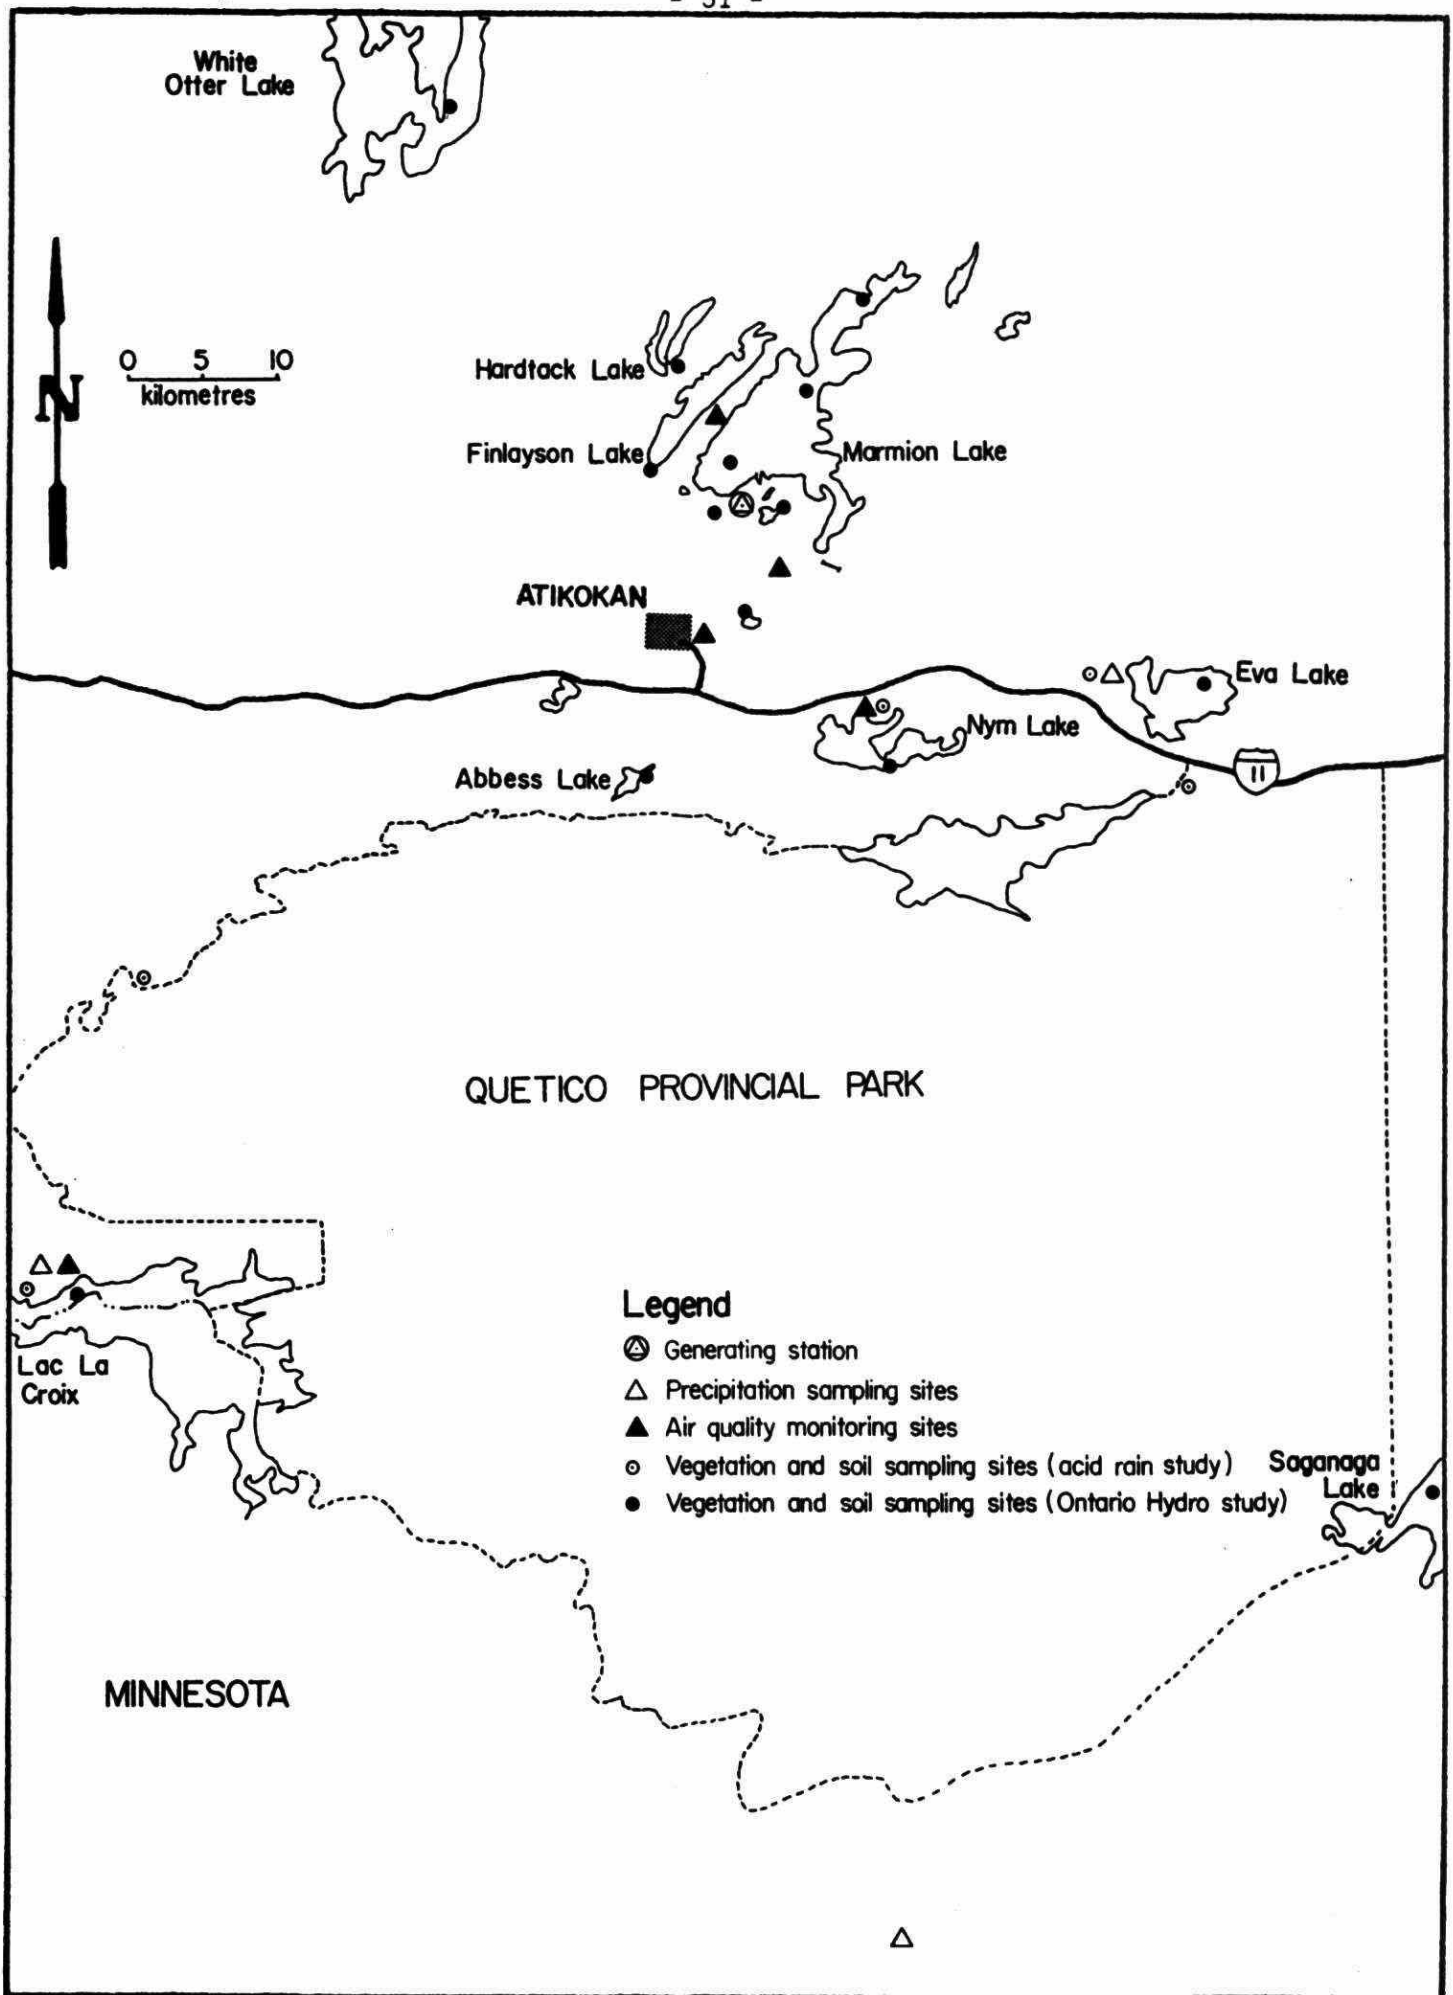 - 31 -
White
Otter Lake
0 5 10
kilometres
N
Hardtack Lake
Finlayson Lake
Marmion Lake
ATIKOKAN
Eva Lake
Nym Lake
11
Abbess Lake
QUETICO PROVINCIAL PARK
Lac La
Croix
Legend
Generating station
Precipitation sampling sites
Air quality monitoring sites
Vegetation and soil sampling sites (acid rain study)
Vegetation and soil sampling sites (Ontario Hydro study)
Saganaga
Lake
MINNESOTA